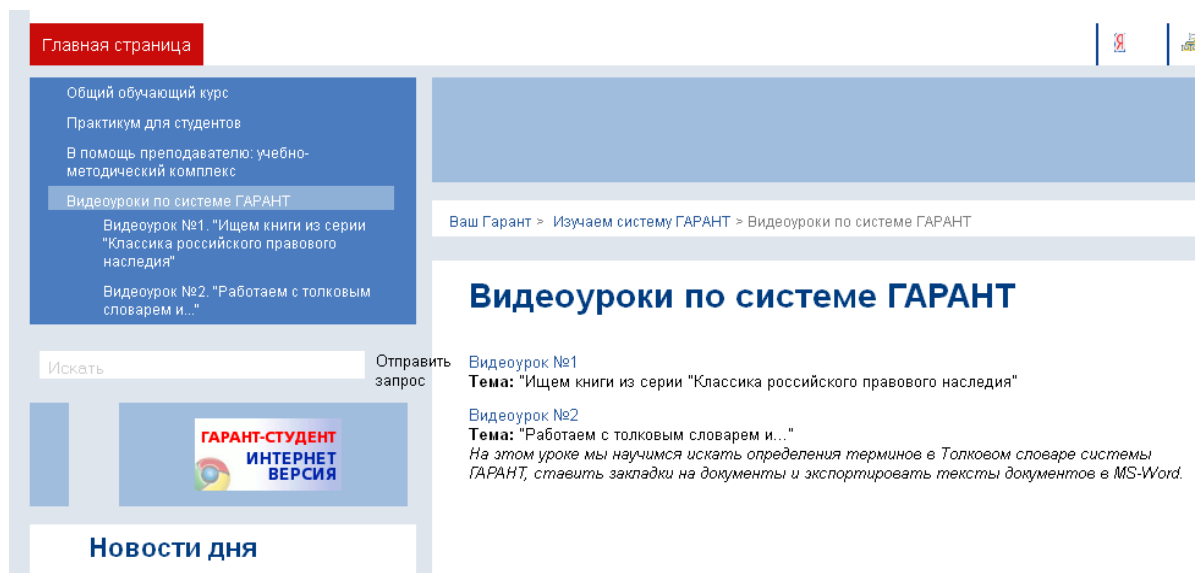 Главная страница
Я
Общий обучающий курс
Практикум для студентов
В помощь преподавателю: учебно-
методический комплекс
Видеоуроки по системе ГАРАНТ
Видеоурок №1. "Ищем книги из серии
"Классика российского правового
наследия"
Видеоурок №2. "Работаем с толковым
словарем и..."
Искать
Отправить
запрос
ГАРАНТ-СТУДЕНТ
ИНТЕРНЕТ
ВЕРСИЯ
Новости дня
Ваш Гарант > Изучаем систему ГАРАНТ > Видеоуроки по системе ГАРАНТ
Видеоуроки по системе ГАРАНТ
Видеоурок №1
Тема: "Ищем книги из серии "Классика российского правового наследия"
Видеоурок №2
Тема: "Работаем с толковым словарем и..."
На этом уроке мы научимся искать определения терминов в Толковом словаре системы
ГАРАНТ, ставить закладки на документы и экспортировать тексты документов в MS-Word.